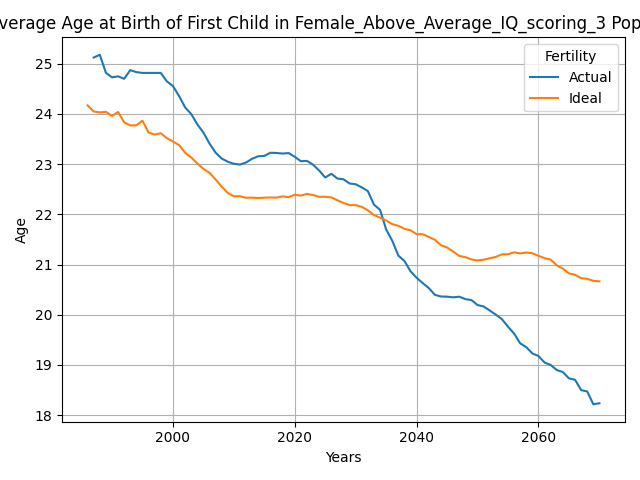 verage Age at Birth of First Child in Female_Above_Average_IQ_scoring_3 Pop
Fertility
Actual
Ideal
25
24
23
22
21
20
19
18
Age
2000
2020
2040
2060
Years